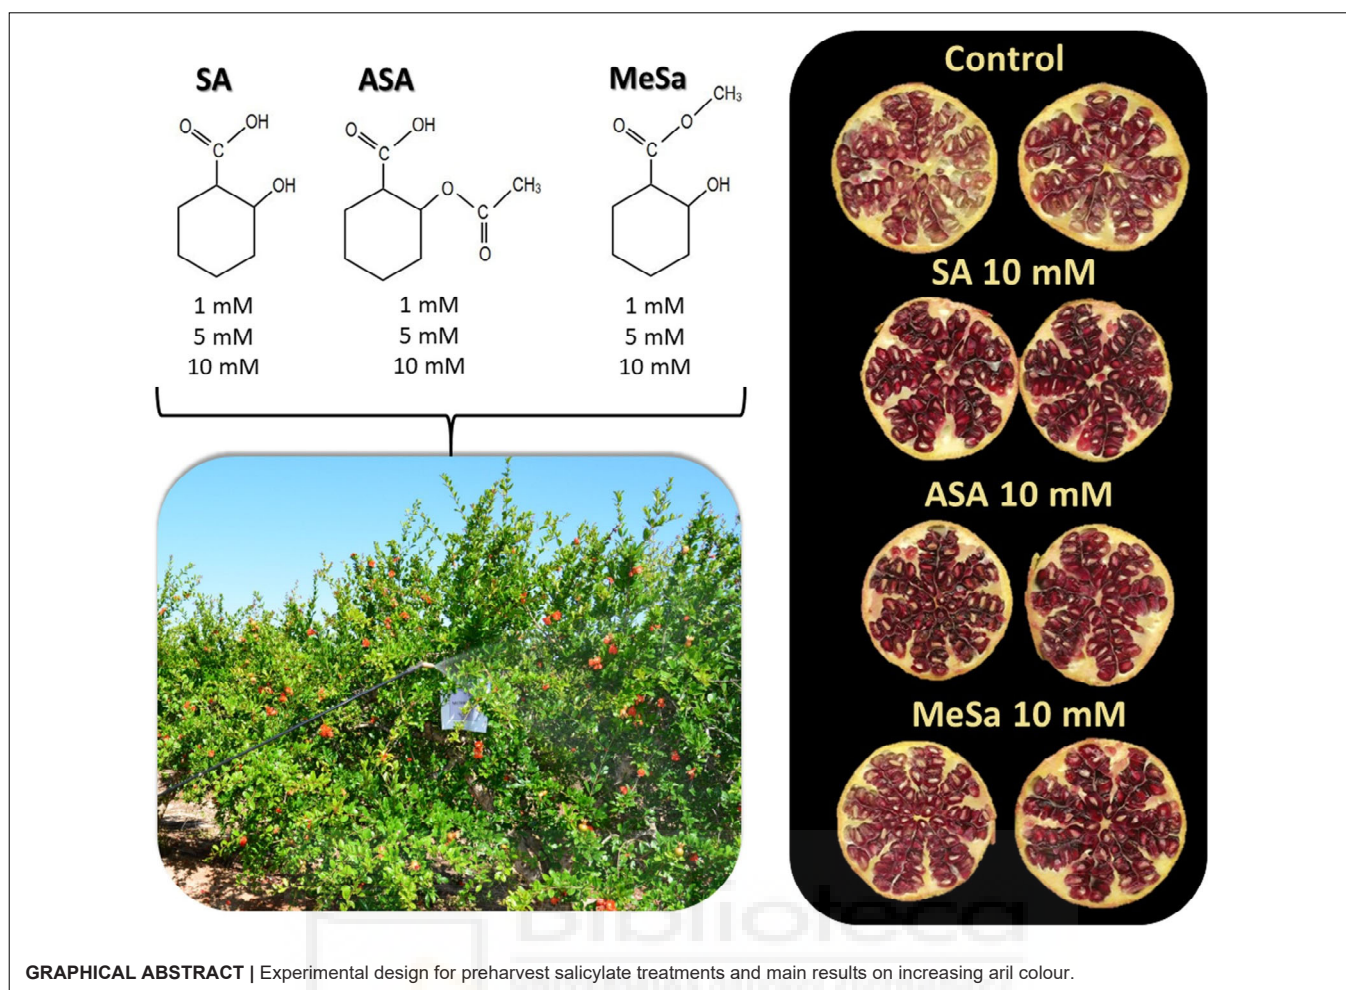 SA
ASA
MeSa
O
OH
C
OH
O
OH
C
O
CH₃
C
O
CH₃
O
O
C
OH
1 mM
5 mM
10 mM
1 mM
5 mM
10 mM
1 mM
5 mM
10 mM
Control
SA 10 mM
ASA 10 mM
MeSa 10 mM
Biblioteca
GRAPHICAL ABSTRACT | Experimental design for preharvest salicylate treatments and main results on increasing aril colour.